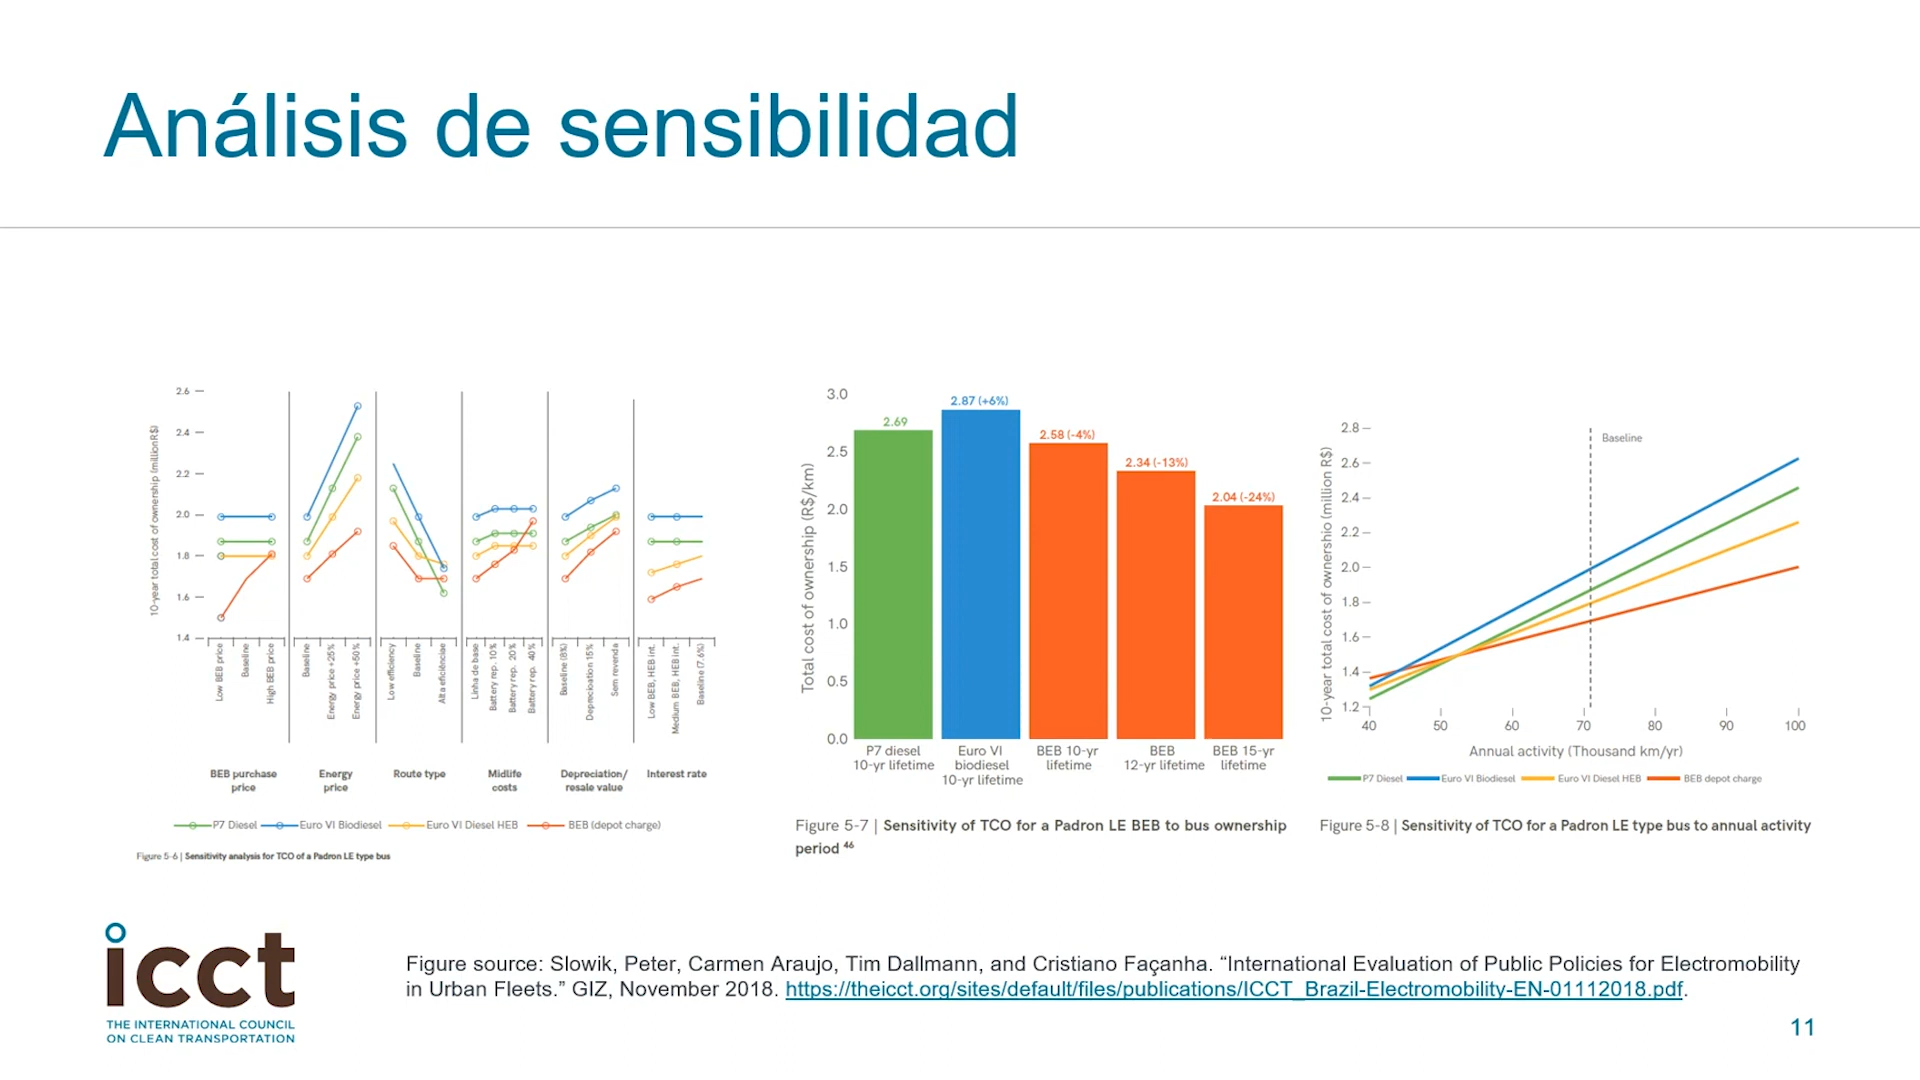 Análisis de sensibilidad
10-year total cost of ownership (million R$)
2.6
2.4
2.2
2.0
1.8
1.6
1.4
Low BEB price
Baseline
High BEB price
Baseline
Energy price +25%
Energy price +50%
Low efficiency
Baseline
Alta eficiênciae
Linha de base
Battery rep. 10%
Battery rep. 20%
Battery rep. 40%
Baseline (8%)
Depreciation 15%
Sem revenda
Low BEB, HEB int.
Medium BEB, HEB int.
Baseline (7.6%)
BEB purchase
price
Energy
price
Route type
Midlife
costs
Depreciation/
resale value
Interest rate
P7 Diesel
Euro VI Biodiesel
Euro VI Diesel HEB
BEB (depot charge)
Figure 5-6 | Sensitivity analysis for TCO of a Padron LE type bus
Total cost of ownership (R$/km)
3.0
2.5
2.0
1.5
1.0
0.5
0.0
2.69
2.87 (+6%)
2.58 (-4%)
2.34 (-13%)
2.04 (-24%)
P7 diesel
10-yr lifetime
Euro VI
biodiesel
10-yr lifetime
BEB 10-yr
lifetime
BEB
12-yr lifetime
BEB 15-yr
lifetime
Figure 5-7 | Sensitivity of TCO for a Padron LE BEB to bus ownership
period 46
10-year total cost of ownershio (million R$)
2.8
2.6
2.4
2.2
2.0
1.8
1.6
1.4
1.2
Baseline
40
50
60
70
80
90
100
Annual activity (Thousand km/yr)
P7 Diesel
Euro VI Biodiesel
Euro VI Diesel HEB
BEB depot charge
Figure 5-8 | Sensitivity of TCO for a Padron LE type bus to annual activity
icct
THE INTERNATIONAL COUNCIL
ON CLEAN TRANSPORTATION
Figure source: Slowik, Peter, Carmen Araujo, Tim Dallmann, and Cristiano Façanha. “International Evaluation of Public Policies for Electromobility
in Urban Fleets.” GIZ, November 2018. https://theicct.org/sites/default/files/publications/ICCT_Brazil-Electromobility-EN-01112018.pdf.
11